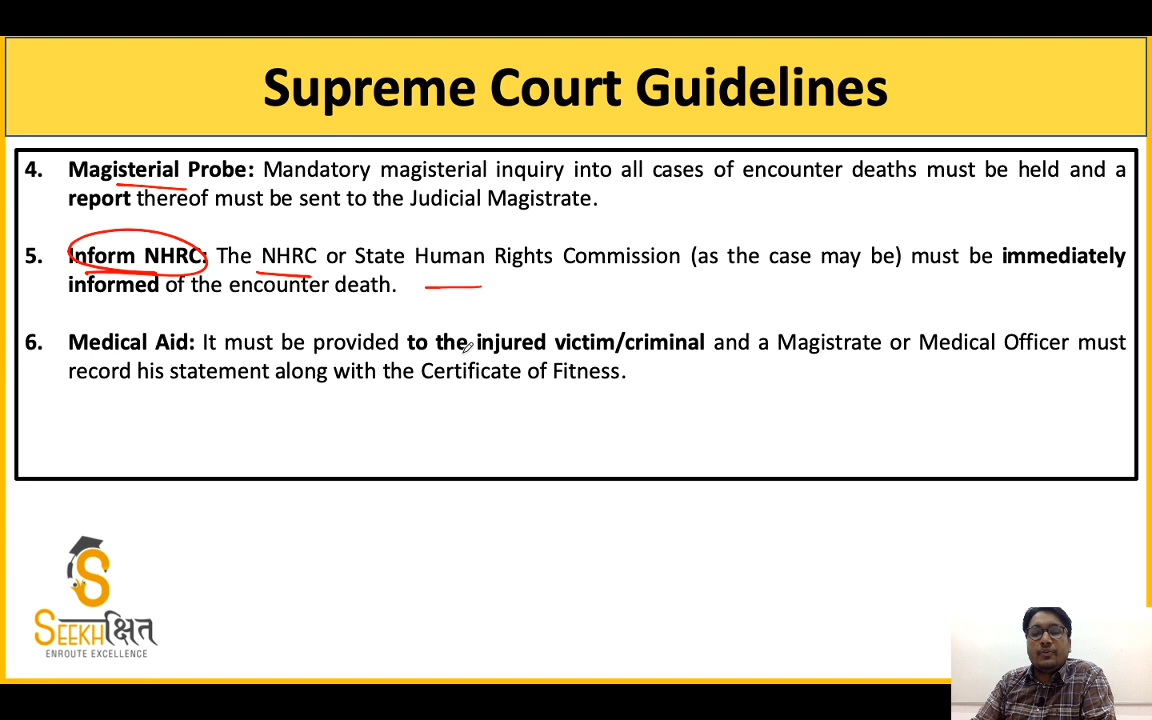 Supreme Court Guidelines
4. Magisterial Probe: Mandatory magisterial inquiry into all cases of encounter deaths must be held and a
report thereof must be sent to the Judicial Magistrate.
5. Inform NHRC: The NHRC or State Human Rights Commission (as the case may be) must be immediately
informed of the encounter death.
6. Medical Aid: It must be provided to the injured victim/criminal and a Magistrate or Medical Officer must
record his statement along with the Certificate of Fitness.
S
SEEKHक्षित
ENROUTE EXCELLENCE